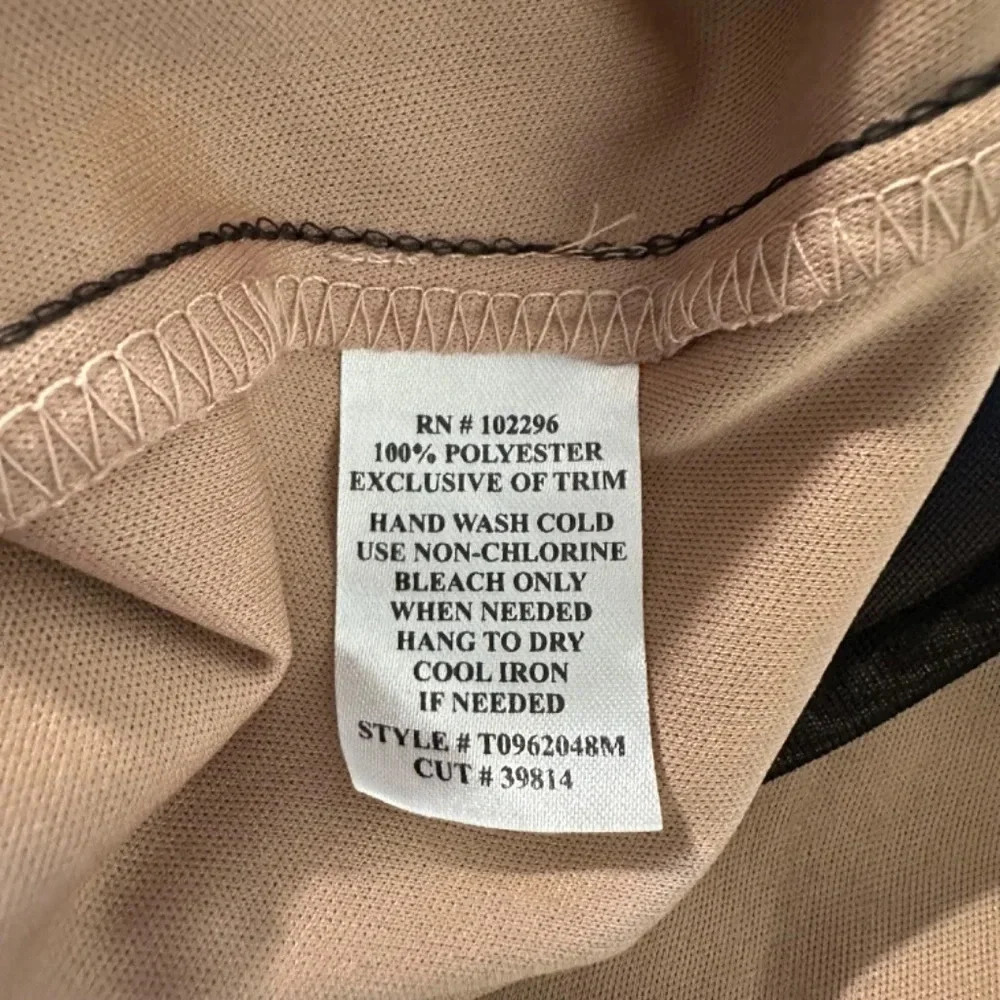 RN # 102296
100% POLYESTER
EXCLUSIVE OF TRIM
HAND WASH COLD
USE NON-CHLORINE
BLEACH ONLY
WHEN NEEDED
HANG TO DRY
COOL IRON
IF NEEDED
STYLE # T0962048M
CUT # 39814